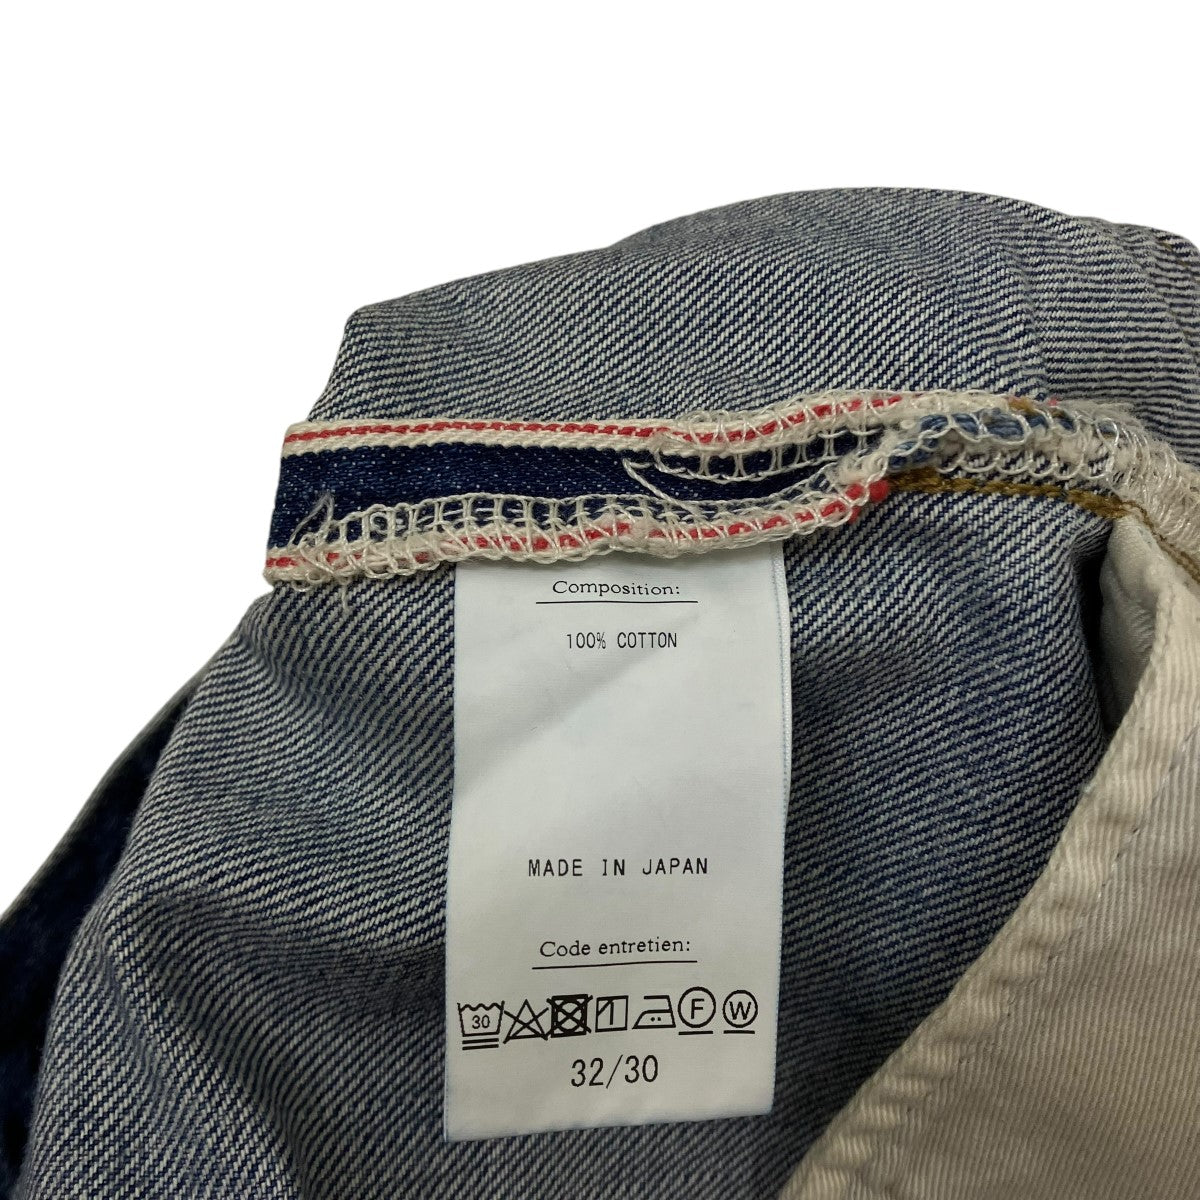 Composition:
100% COTTON
MADE IN JAPAN
Code entretien:
30 F W
32/30